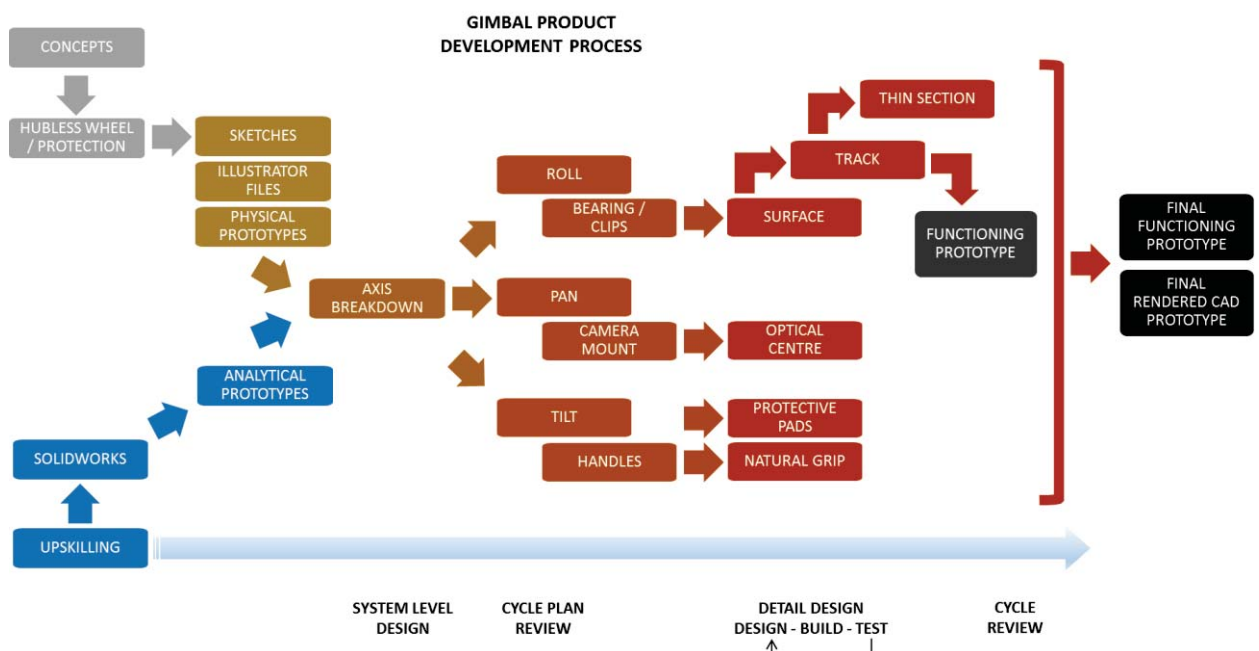 GIMBAL PRODUCT
DEVELOPMENT PROCESS
CONCEPTS
HUBLESS WHEEL
/ PROTECTION
SKETCHES
ILLUSTRATOR
FILES
PHYSICAL
PROTOTYPES
AXIS
BREAKDOWN
ANALYTICAL
PROTOTYPES
SOLIDWORKS
UPSKILLING
ROLL
BEARING /
CLIPS
PAN
CAMERA
MOUNT
TILT
HANDLES
THIN SECTION
TRACK
SURFACE
OPTICAL
CENTRE
PROTECTIVE
PADS
NATURAL GRIP
FUNCTIONING
PROTOTYPE
FINAL
FUNCTIONING
PROTOTYPE
FINAL
RENDERED CAD
PROTOTYPE
SYSTEM LEVEL
DESIGN
CYCLE PLAN
REVIEW
DETAIL DESIGN
DESIGN - BUILD - TEST
CYCLE
REVIEW